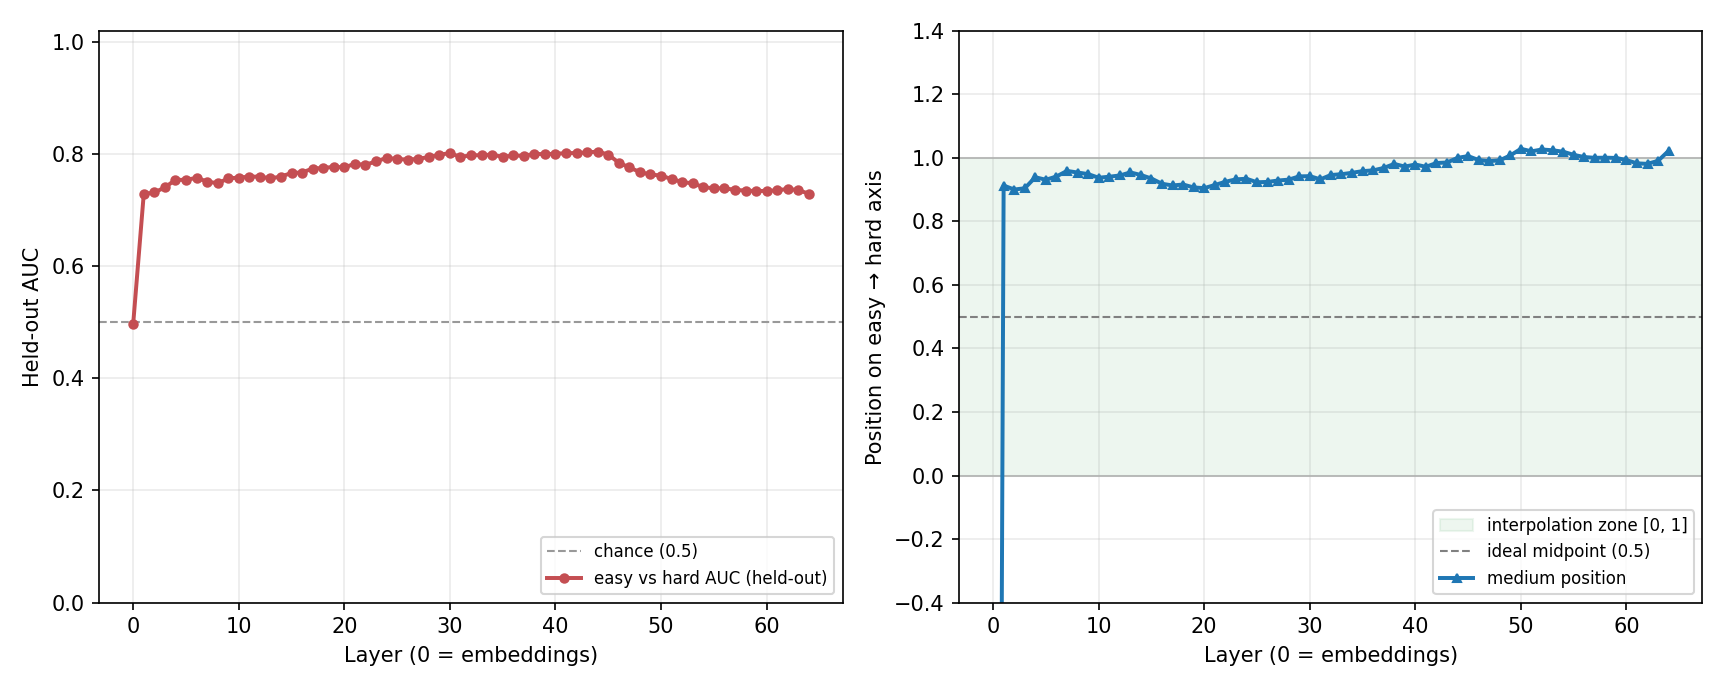 1.0
0.8
0.6
0.4
0.2
0.0
Held-out AUC
chance (0.5)
easy vs hard AUC (held-out)
0 10 20 30 40 50 60
Layer (0 = embeddings)
1.4
1.2
1.0
0.8
0.6
0.4
0.2
0.0
−0.2
−0.4
Position on easy → hard axis
interpolation zone [0, 1]
ideal midpoint (0.5)
medium position
0 10 20 30 40 50 60
Layer (0 = embeddings)